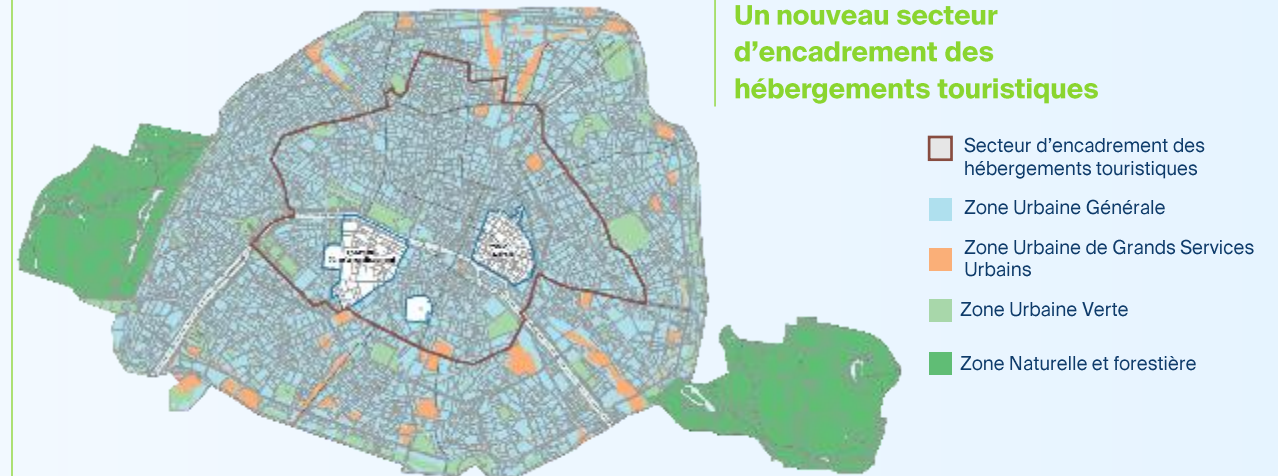 Un nouveau secteur
d’encadrement des
hébergements touristiques
Secteur d’encadrement des
hébergements touristiques
Zone Urbaine Générale
Zone Urbaine de Grands Services
Urbains
Zone Urbaine Verte
Zone Naturelle et forestière